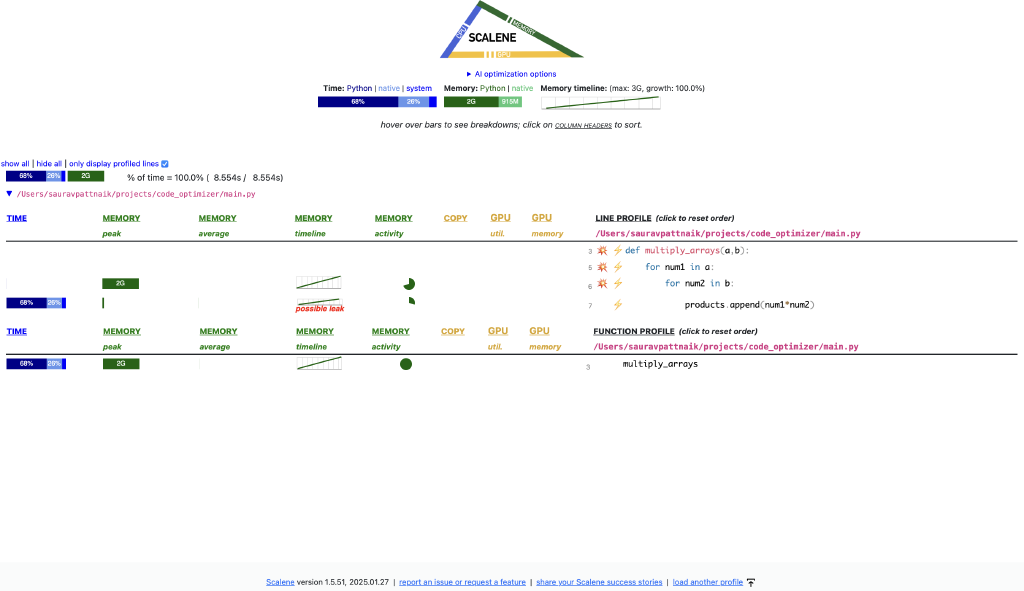 CPU
MEMORY
SCALENE
GPU
▶ AI optimization options
Time: Python | native | system
Memory: Python | native
Memory timeline: (max: 3G, growth: 100.0%)
68% 26% 2G 915M
hover over bars to see breakdowns; click on COLUMN HEADERS to sort.
show all | hide all | only display profiled lines
68% 26% 2G % of time = 100.0% ( 8.554s / 8.554s)
▼ /Users/sauravpattnaik/projects/code_optimizer/main.py
TIME MEMORY MEMORY MEMORY MEMORY COPY GPU GPU LINE PROFILE (click to reset order)
peak average timeline activity util. memory /Users/sauravpattnaik/projects/code_optimizer/main.py
3 def multiply_arrays(a,b):
5 for num1 in a:
2G 6 for num2 in b:
68% 26% possible leak 7 products.append(num1*num2)
TIME MEMORY MEMORY MEMORY MEMORY COPY GPU GPU FUNCTION PROFILE (click to reset order)
peak average timeline activity util. memory /Users/sauravpattnaik/projects/code_optimizer/main.py
68% 26% 2G 3 multiply_arrays
Scalene version 1.5.51, 2025.01.27 | report an issue or request a feature | share your Scalene success stories | load another profile